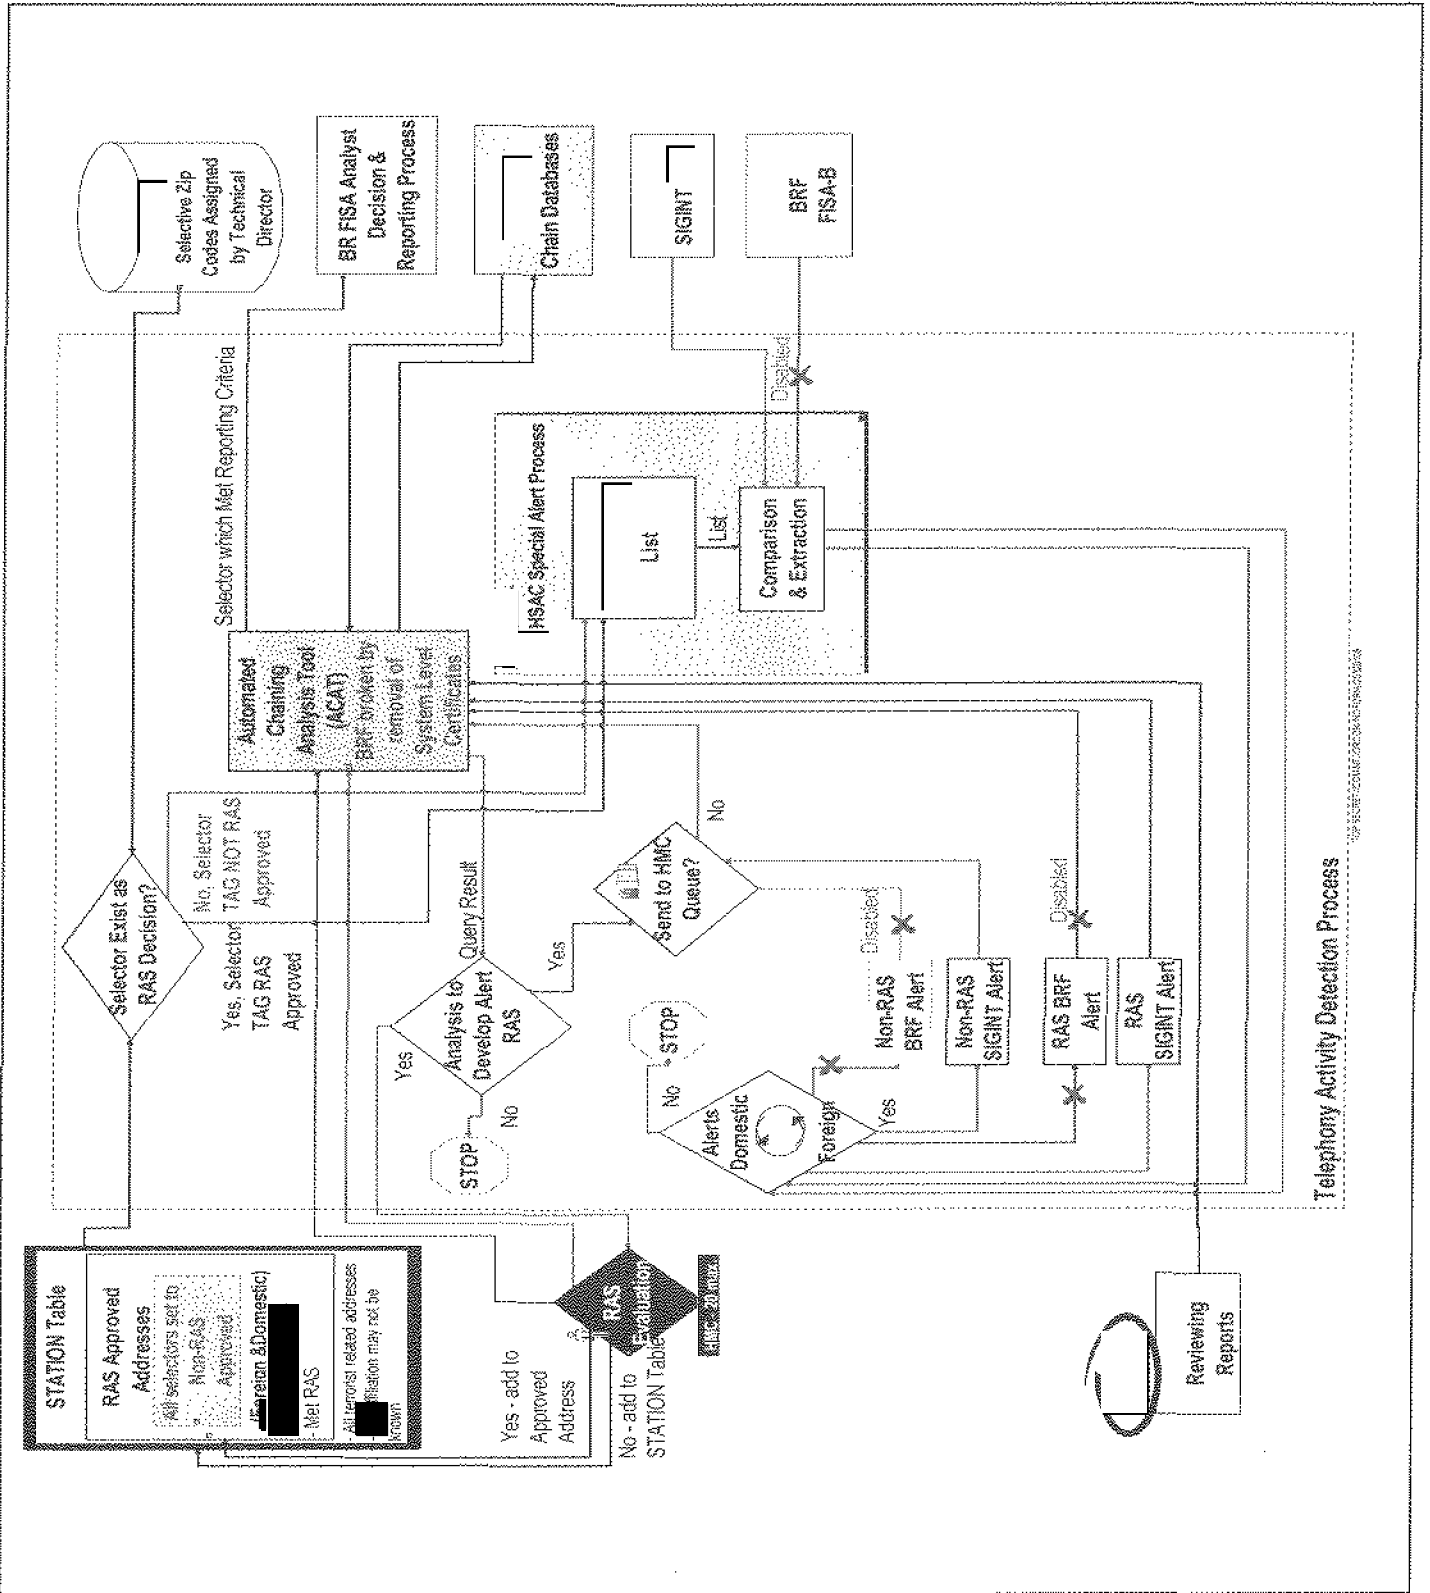 STATION Table
RAS Approved
Addresses
All selectors set to
Non-RAS
Approved
(Foreign &Domestic)
- Met RAS
- All terrorist related addresses
may not be
known
Yes - add to
Approved
Address
No - add to
STATION Table
RAS
Evaluation
Reviewing
Reports
Selector Exist as
RAS Decision?
Yes, Selector
TAG RAS
Approved
No, Selector
TAG NOT RAS
Approved
Yes
Analysis to
Develop Alert
RAS
Query Result
No
STOP
Yes
Send to HMC
Queue?
No
STOP
No
Alerts
Domestic
Foreign
Yes
Non-RAS
BRF Alert
Disabled
Non-RAS
SIGINT Alert
RAS BRF
Alert
Disabled
RAS
SIGINT Alert
Automated
Chaining
Analysis Tool
(ACAT)
BRF broken by
removal of
System Level
Certificates
Selector which Met Reporting Criteria
HSAC Special Alert Process
List
List
Comparison
& Extraction
Disabled
Selective Zip
Codes Assigned
by Technical
Director
BR FISA Analyst
Decision &
Reporting Process
Chain Databases
SIGINT
BRF
FISA-B
Telephony Activity Detection Process